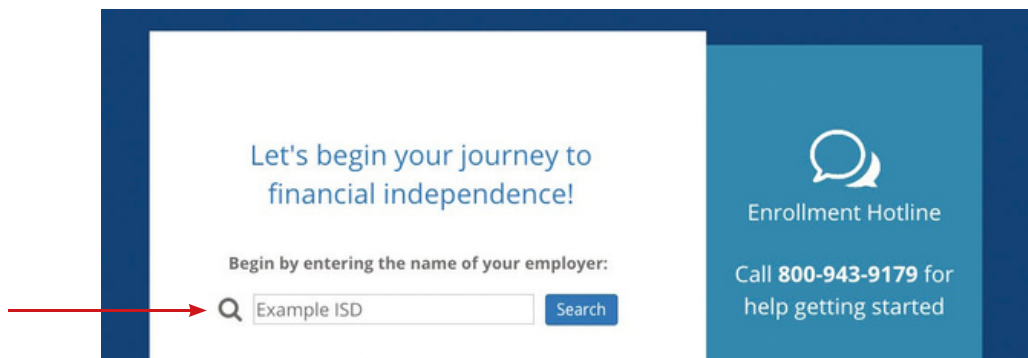 Let's begin your journey to
financial independence!
Begin by entering the name of your employer:
Example ISD
Search
Enrollment Hotline
Call 800-943-9179 for
help getting started